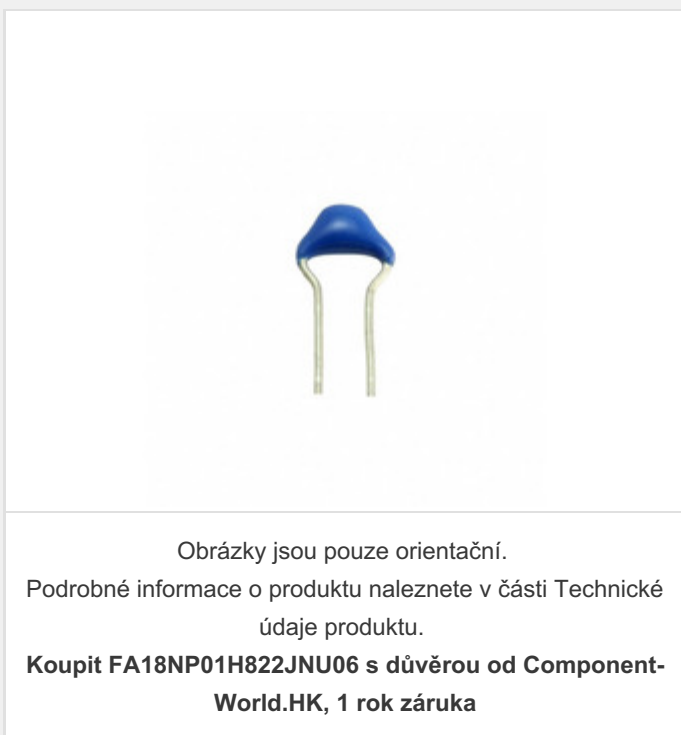 Obrázky jsou pouze orientační.
Podrobné informace o produktu naleznete v části Technické
údaje produktu.
Koupit FA18NP01H822JNU06 s důvěrou od Component-
World.HK, 1 rok záruka